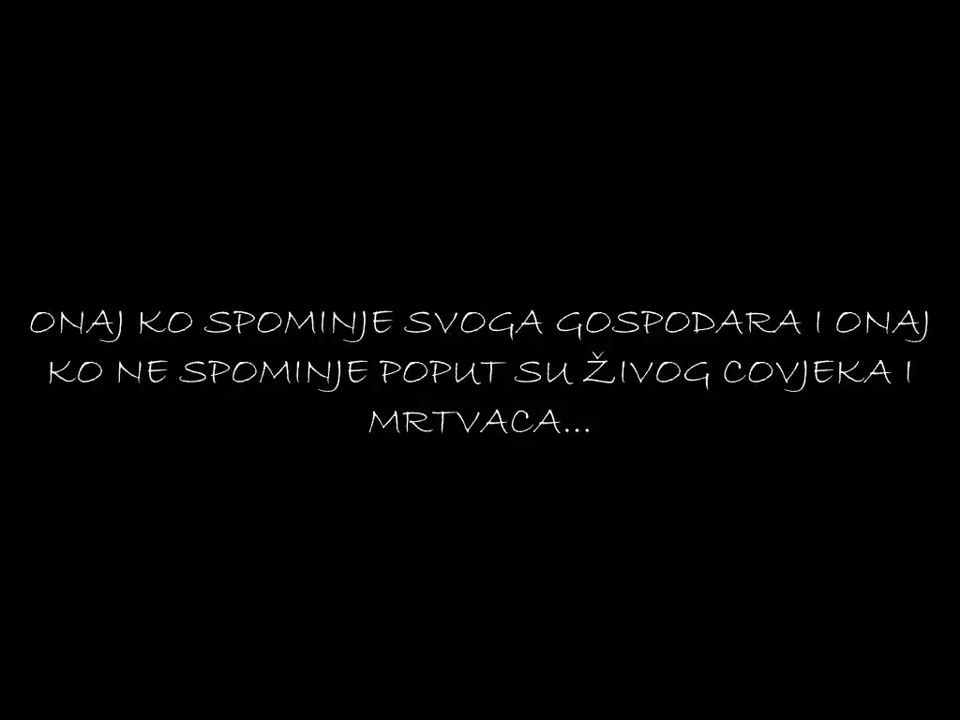 ONAJ KO SPOMINJE SVOGA GOSPODARA I ONAJ
KO NE SPOMINJE POPUT SU ŽIVOG COVJEKA I
MRTVACA...